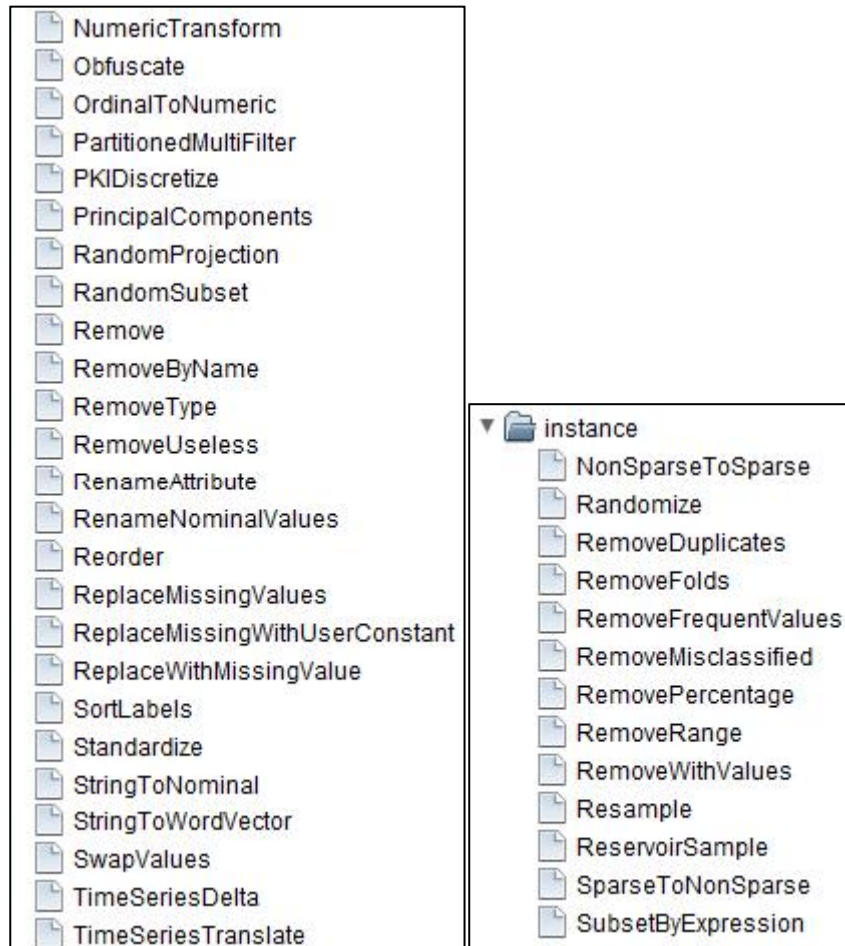 NumericTransform
Obfuscate
OrdinalToNumeric
PartitionedMultiFilter
PKIDiscretize
PrincipalComponents
RandomProjection
RandomSubset
Remove
RemoveByName
RemoveType
RemoveUseless
RenameAttribute
RenameNominalValues
Reorder
ReplaceMissingValues
ReplaceMissingWithUserConstant
ReplaceWithMissingValue
SortLabels
Standardize
StringToNominal
StringToWordVector
SwapValues
TimeSeriesDelta
TimeSeriesTranslate
instance
NonSparseToSparse
Randomize
RemoveDuplicates
RemoveFolds
RemoveFrequentValues
RemoveMisclassified
RemovePercentage
RemoveRange
RemoveWithValues
Resample
ReservoirSample
SparseToNonSparse
SubsetByExpression